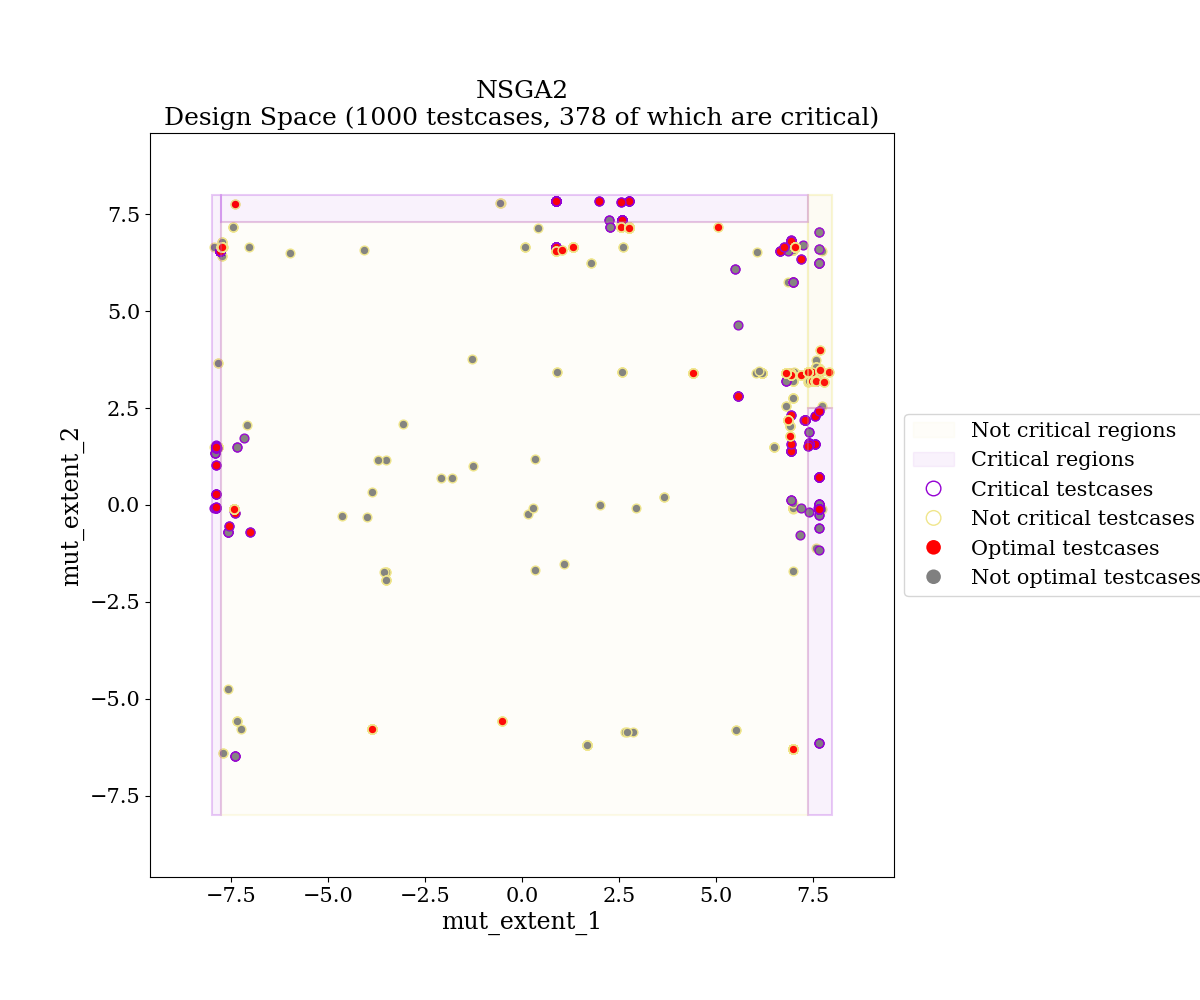 NSGA2
Design Space (1000 testcases, 378 of which are critical)
7.5
5.0
2.5
0.0
−2.5
−5.0
−7.5
mut_extent_2
−7.5
−5.0
−2.5
0.0
2.5
5.0
7.5
mut_extent_1
Not critical regions
Critical regions
Critical testcases
Not critical testcases
Optimal testcases
Not optimal testcases